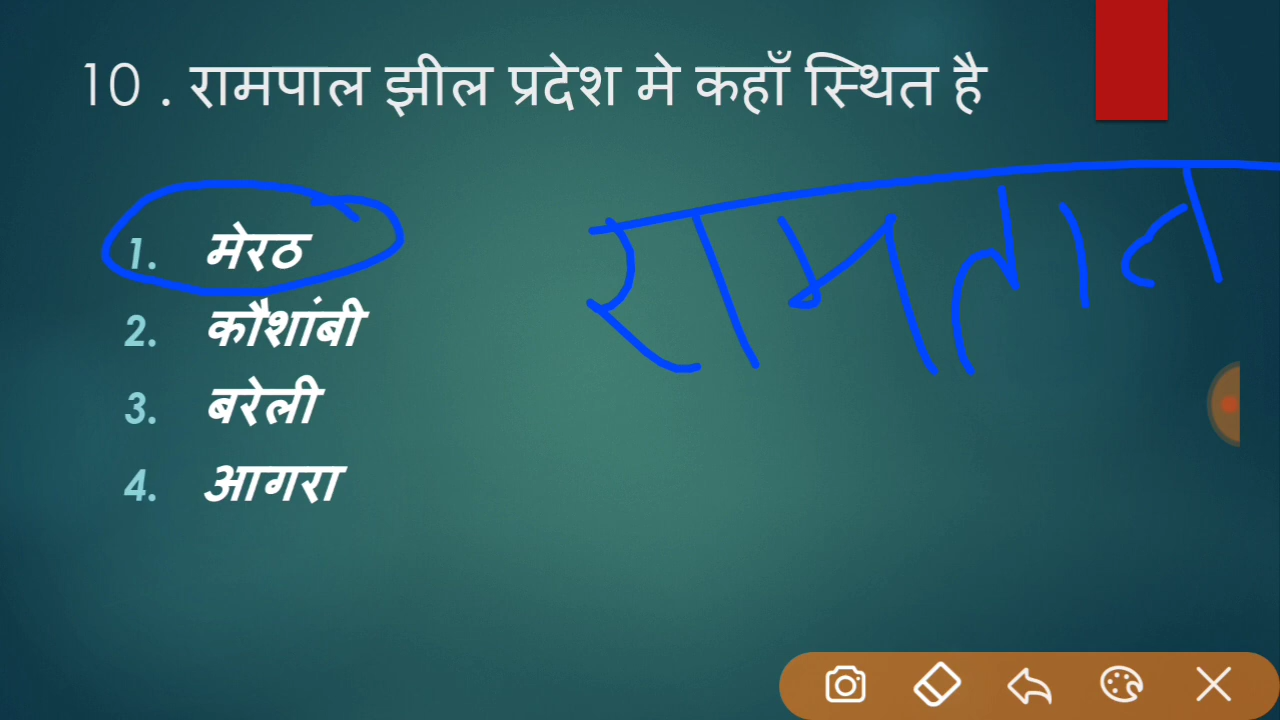 10 . रामपाल झील प्रदेश मे कहाँ स्थित है
1. मेरठ
रामताल
2. कौशांबी
3. बरेली
4. आगरा